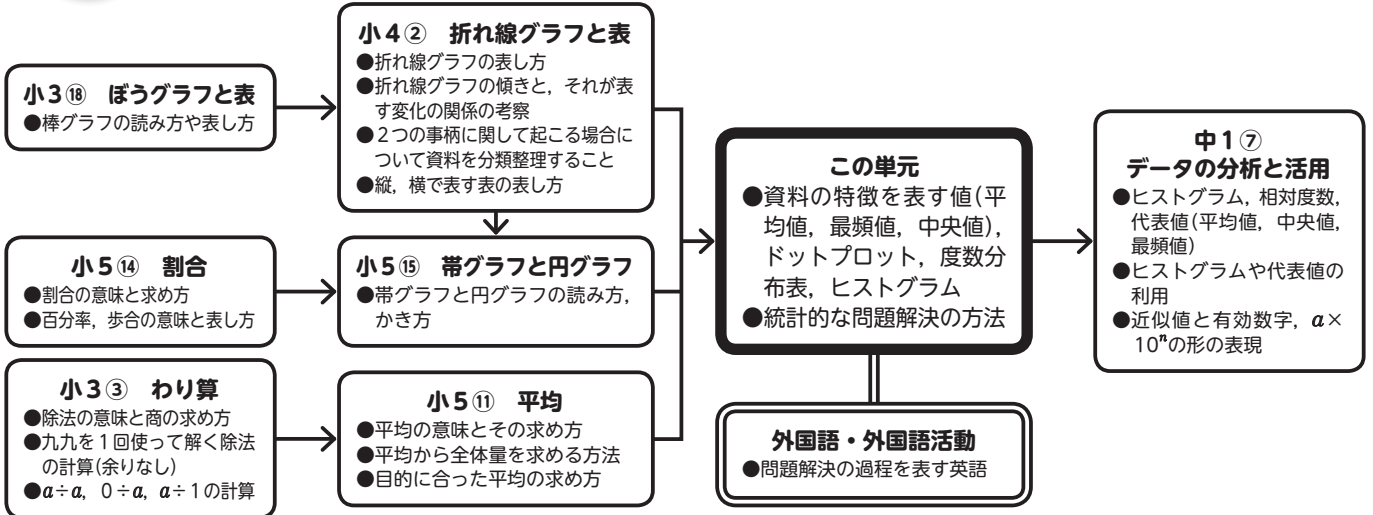 小3⑱ ぼうグラフと表
●棒グラフの読み方や表し方
小4② 折れ線グラフと表
●折れ線グラフの表し方
●折れ線グラフの傾きと，それが表
す変化の関係の考察
●2つの事柄に関して起こる場合に
ついて資料を分類整理すること
●縦，横で表す表の表し方
小5⑭ 割合
●割合の意味と求め方
●百分率，歩合の意味と表し方
小5⑮ 帯グラフと円グラフ
●帯グラフと円グラフの読み方，
かき方
小3③ わり算
●除法の意味と商の求め方
●九九を1回使って解く除法
の計算(余りなし)
●a÷a，0÷a，a÷1の計算
小5⑪ 平均
●平均の意味とその求め方
●平均から全体量を求める方法
●目的に合った平均の求め方
この単元
●資料の特徴を表す値(平
均値，最頻値，中央値)，
ドットプロット，度数分
布表，ヒストグラム
●統計的な問題解決の方法
外国語・外国語活動
●問題解決の過程を表す英語
中1⑦
データの分析と活用
●ヒストグラム，相対度数，
代表値(平均値，中央値，
最頻値)
●ヒストグラムや代表値の
利用
●近似値と有効数字，a×
10ⁿの形の表現